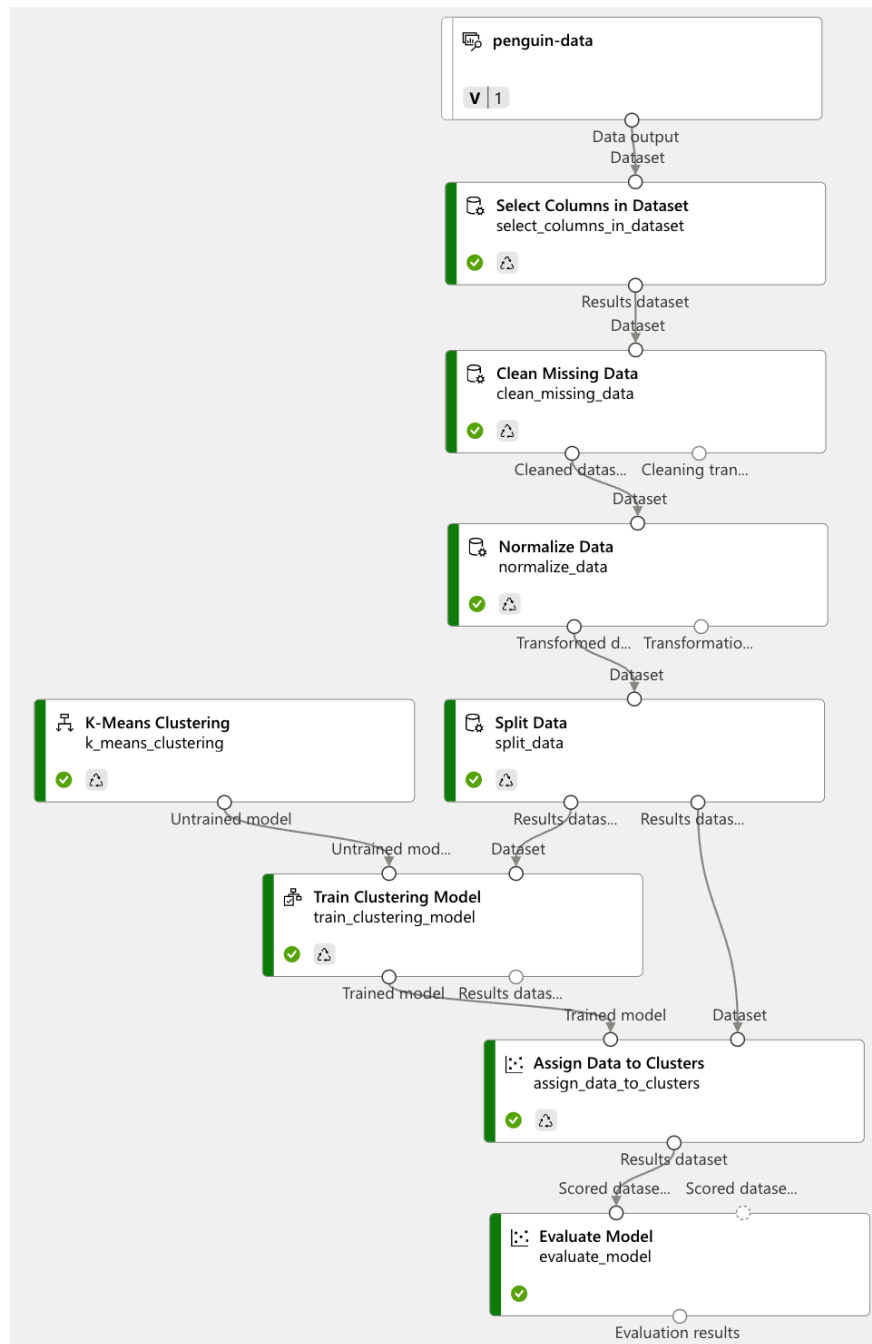 penguin-data
V 1
Data output
Dataset
Select Columns in Dataset
select_columns_in_dataset
Results dataset
Dataset
Clean Missing Data
clean_missing_data
Cleaned datas... Cleaning tran...
Dataset
Normalize Data
normalize_data
Transformed d... Transformatio...
Dataset
K-Means Clustering
k_means_clustering
Split Data
split_data
Untrained model
Results datas... Results datas...
Untrained mod... Dataset
Train Clustering Model
train_clustering_model
Trained model Results datas...
Trained model Dataset
Assign Data to Clusters
assign_data_to_clusters
Results dataset
Scored datase... Scored datase...
Evaluate Model
evaluate_model
Evaluation results